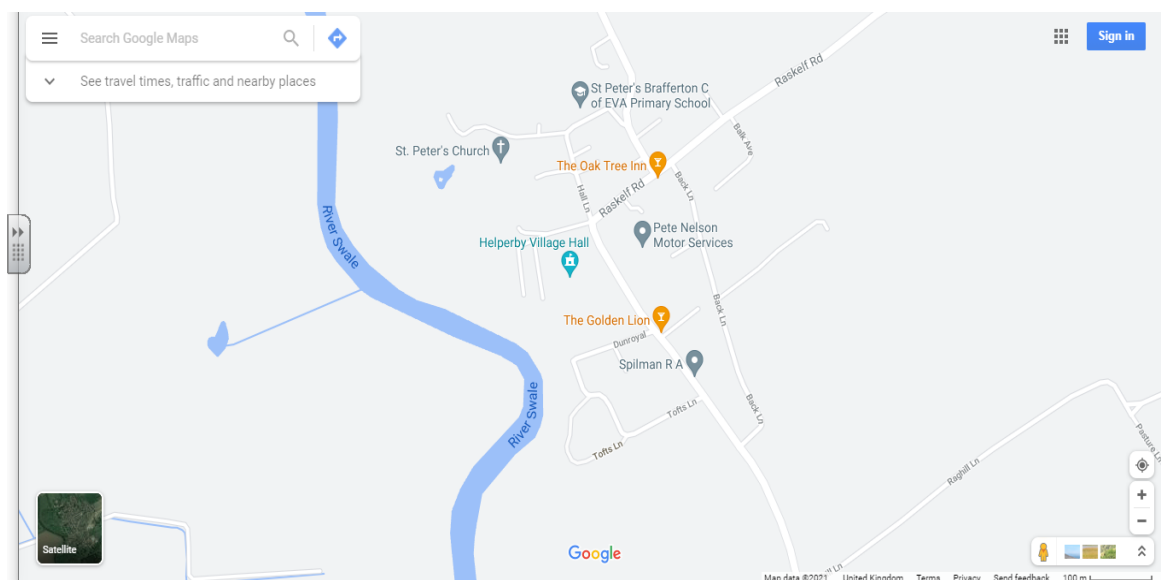 Search Google Maps
Sign in
See travel times, traffic and nearby places
Raskelf Rd
St Peter's Brafferton C
of EVA Primary School
Balk Ave
St. Peter's Church
The Oak Tree Inn
Back Ln
Hall Ln
Raskelf Rd
River Swale
Pete Nelson
Motor Services
Helperby Village Hall
Back Ln
The Golden Lion
Dunroyal
Spilman R A
River Swale
Tofts Ln
Back Ln
Tofts Ln
Pasture Ln
Raghill Ln
Satellite
Google
Map data ©2021 United Kingdom Terms Privacy Send feedback 100 m